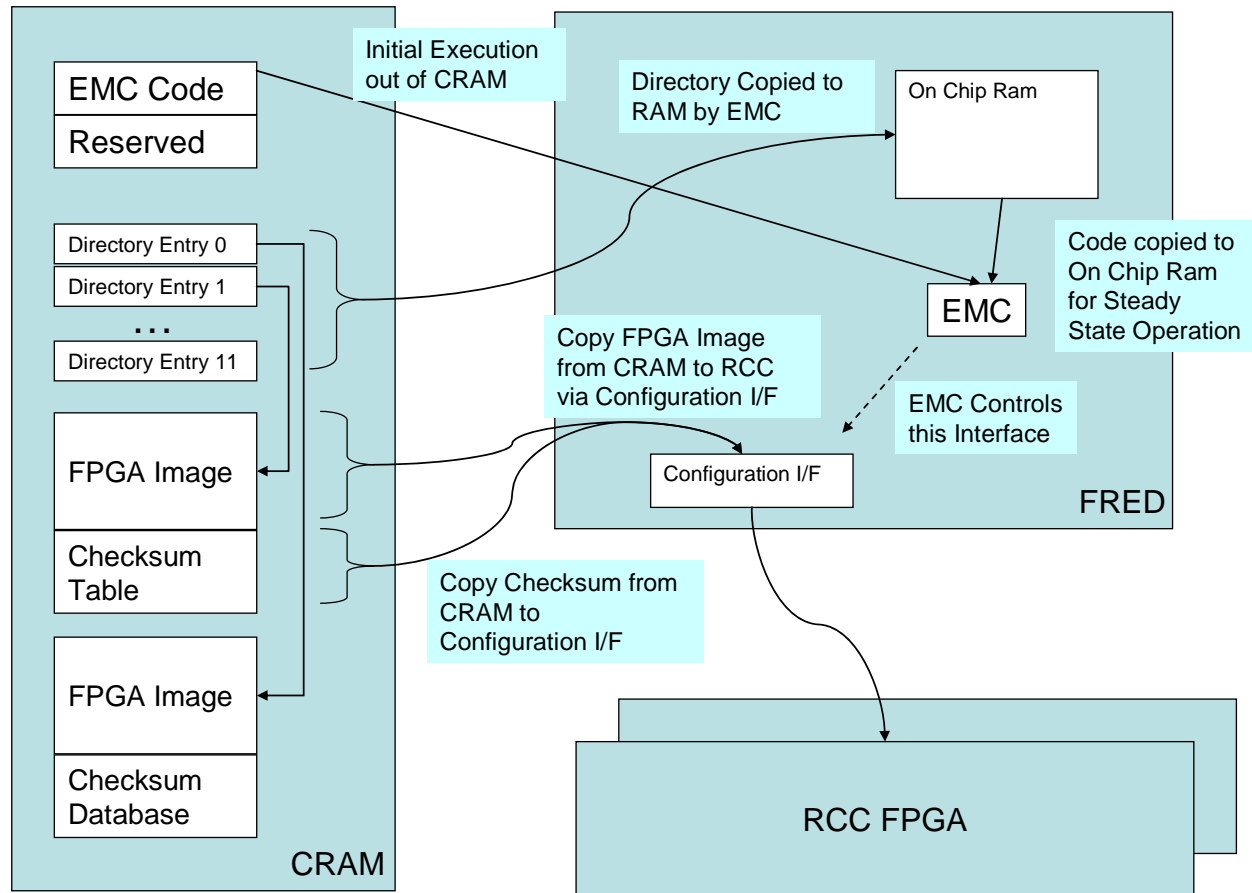 EMC Code
Reserved
Directory Entry 0
Directory Entry 1
...
Directory Entry 11
FPGA Image
Checksum
Table
FPGA Image
Checksum
Database
CRAM
Initial Execution
out of CRAM
Directory Copied to
RAM by EMC
On Chip Ram
Code copied to
On Chip Ram
for Steady
State Operation
EMC
Copy FPGA Image
from CRAM to RCC
via Configuration I/F
EMC Controls
this Interface
Configuration I/F
FRED
Copy Checksum from
CRAM to
Configuration I/F
RCC FPGA